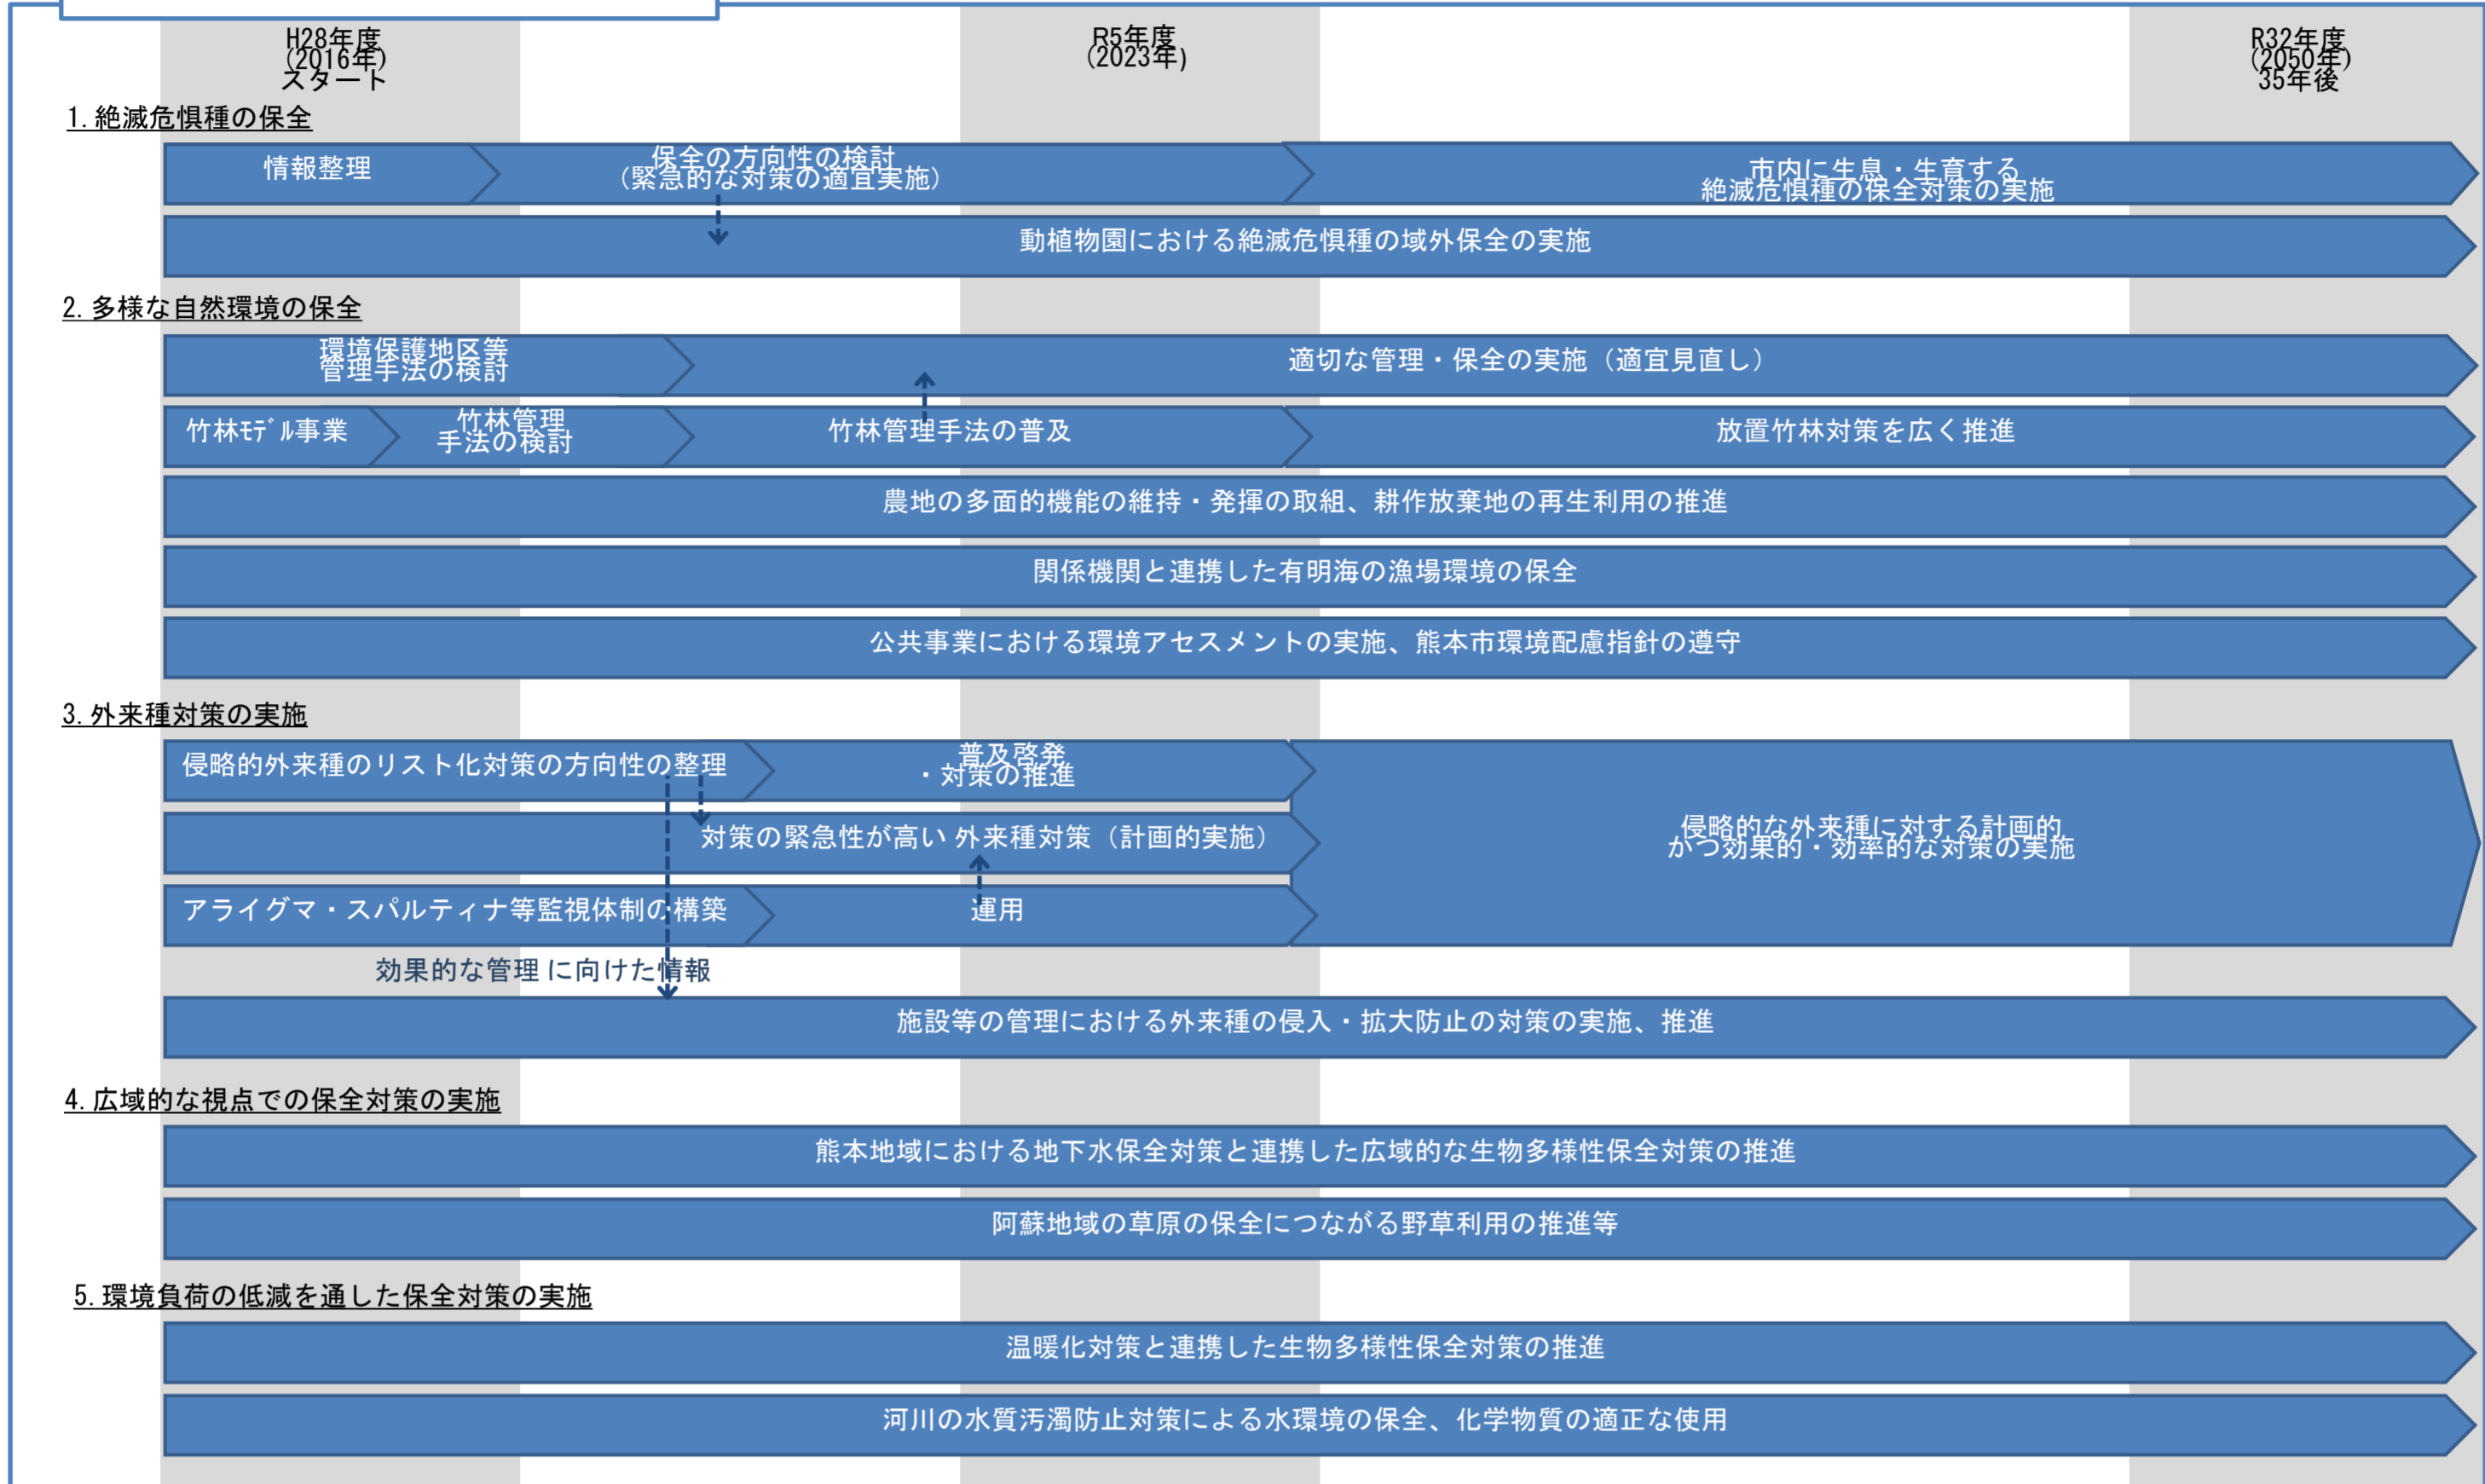 H28年度
(2016年)
スタート
R5年度
(2023年)
R32年度
(2050年)
35年後
1.絶滅危惧種の保全
情報整理
保全の方向性の検討
(緊急的な対策の適宜実施)
市内に生息・生育する
絶滅危惧種の保全対策の実施
動植物園における絶滅危惧種の域外保全の実施
2.多様な自然環境の保全
環境保護地区等
管理手法の検討
適切な管理・保全の実施（適宜見直し）
竹林ﾓﾃﾞﾙ事業
竹林管理
手法の検討
竹林管理手法の普及
放置竹林対策を広く推進
農地の多面的機能の維持・発揮の取組、耕作放棄地の再生利用の推進
関係機関と連携した有明海の漁場環境の保全
公共事業における環境アセスメントの実施、熊本市環境配慮指針の遵守
3.外来種対策の実施
侵略的外来種のリスト化対策の方向性の整理
普及啓発
・対策の推進
対策の緊急性が高い 外来種対策（計画的実施）
アライグマ・スパルティナ等監視体制の構築
運用
侵略的な外来種に対する計画的
かつ効果的・効率的な対策の実施
効果的な管理 に向けた情報
施設等の管理における外来種の侵入・拡大防止の対策の実施、推進
4.広域的な視点での保全対策の実施
熊本地域における地下水保全対策と連携した広域的な生物多様性保全対策の推進
阿蘇地域の草原の保全につながる野草利用の推進等
5.環境負荷の低減を通した保全対策の実施
温暖化対策と連携した生物多様性保全対策の推進
河川の水質汚濁防止対策による水環境の保全、化学物質の適正な使用